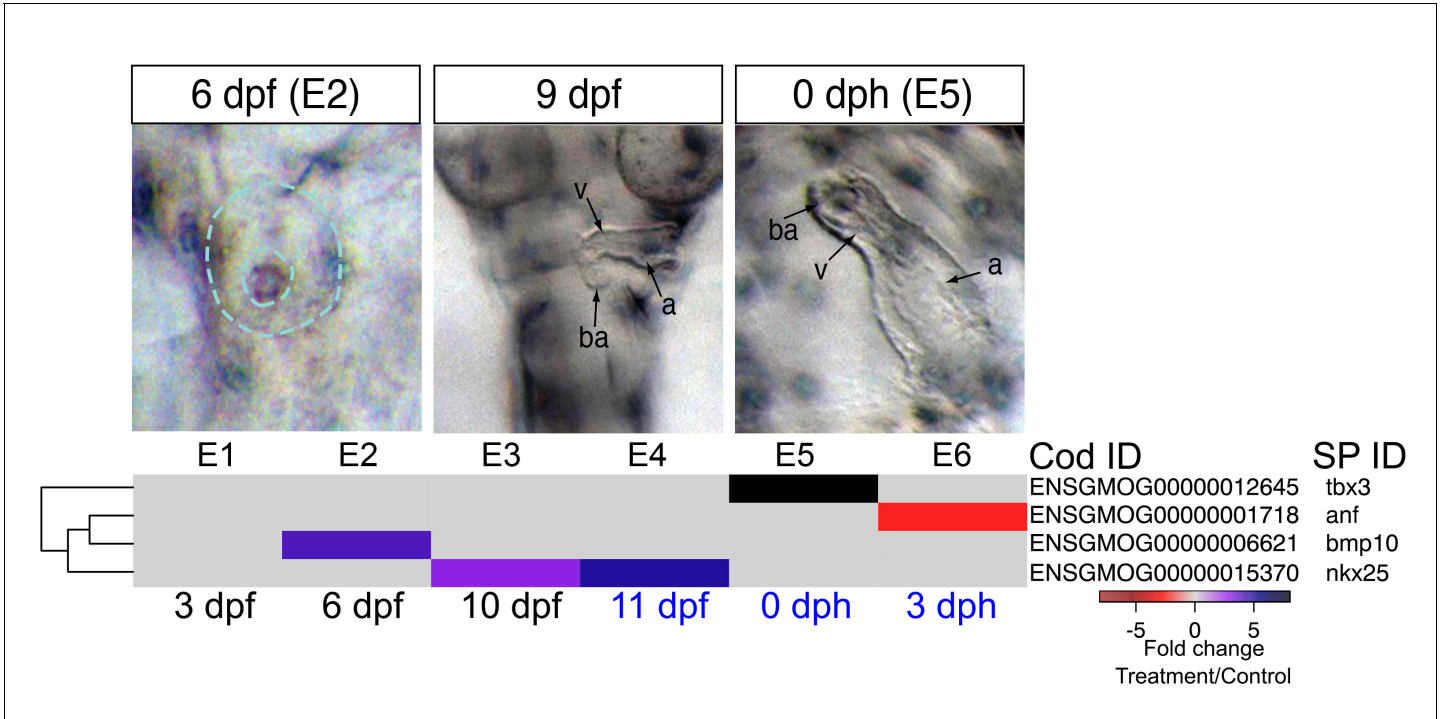 6 dpf (E2) 9 dpf 0 dph (E5)
v
ba
a
ba
v
a
E1 E2 E3 E4 E5 E6 Cod ID SP ID
ENSGMOG00000012645 tbx3
ENSGMOG00000001718 anf
ENSGMOG00000006621 bmp10
ENSGMOG00000015370 nkx25
3 dpf 6 dpf 10 dpf 11 dpf 0 dph 3 dph
-5 0 5
Fold change
Treatment/Control